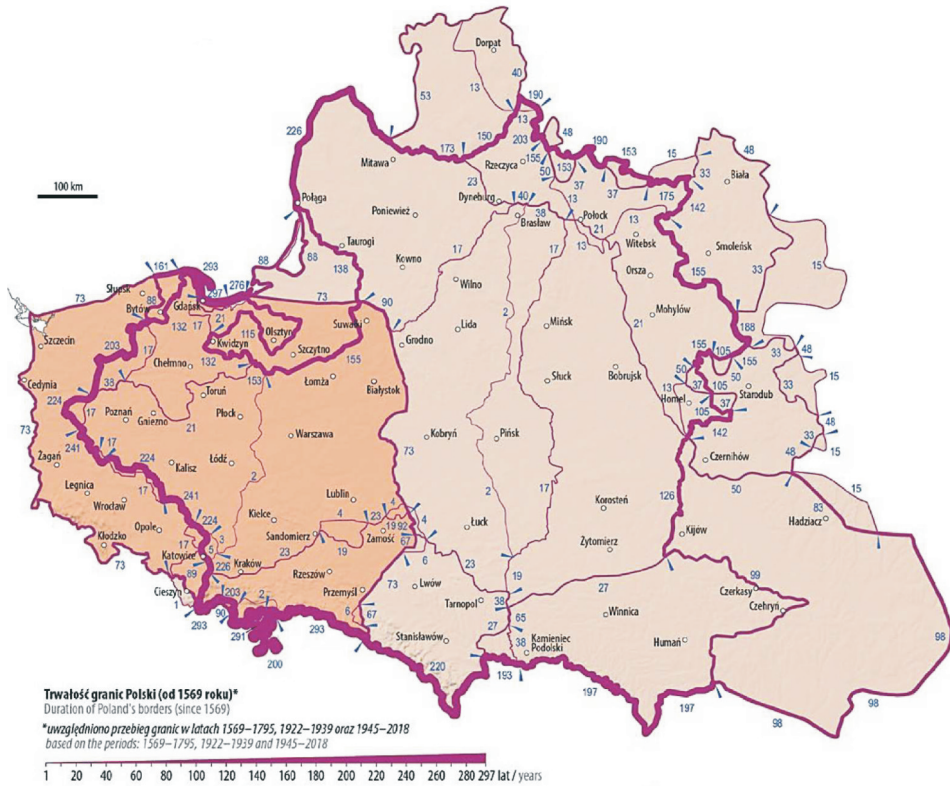 Dorpat
40
190
53
13
13
226
150
203
48
190
173
Rzeczyca
155
153
153
15
48
Mitawa
50
33
Biała
23
37
37
175
Dyneburg
40
142
100 km
Połąga
38
13
Połock
Poniewież
Brasław
21
13
13
Witebsk
Taurogi
17
17
Smoleńsk
88
88
138
Kowno
Orsza
155
33
15
161
293
297
276
Wilno
73
Słupsk
88
73
90
Bytów
Gdańsk
21
Suwałki
2
Mohylów
132
17
115
Olsztyn
Lida
Mińsk
21
188
Szczecin
203
17
Kwidzyn
Szczytno
155
Grodno
155
105
155
33
48
Chełmno
132
50
50
15
Cedynia
38
153
Łomża
Białystok
Słuck
Bobrujsk
13
37
105
Starodub
33
224
Toruń
Homel
37
17
Poznań
Gniezno
Płock
105
48
73
21
Warszawa
Kobryń
Pińsk
142
33
241
17
73
15
Żagań
224
Kalisz
Łódź
Czernihów
48
Legnica
17
2
2
17
126
50
15
Wrocław
241
Lublin
Korosteń
83
Opole
224
Kielce
4
23
4
4
Hadziacz
Kłodzko
17
3
Sandomierz
19
92
Łuck
Kijów
73
Katowice
5
23
19
Zamość
67
Żytomierz
89
226
Kraków
6
23
19
Rzeszów
73
Lwów
27
99
Cieszyn
203
2
Przemyśl
Tarnopol
38
Czerkasy
1
90
6
67
65
Winnica
Czehryń
293
291
293
27
38
Stanisławów
Kamieniec
Podolski
Humań
98
200
220
193
197
197
98
98
Trwałość granic Polski (od 1569 roku)*
Duration of Poland's borders (since 1569)
*uwzględniono przebieg granic w latach 1569–1795, 1922–1939 oraz 1945–2018
based on the periods: 1569–1795, 1922–1939 and 1945–2018
1 20 40 60 80 100 120 140 160 180 200 220 240 260 280 297 lat / years